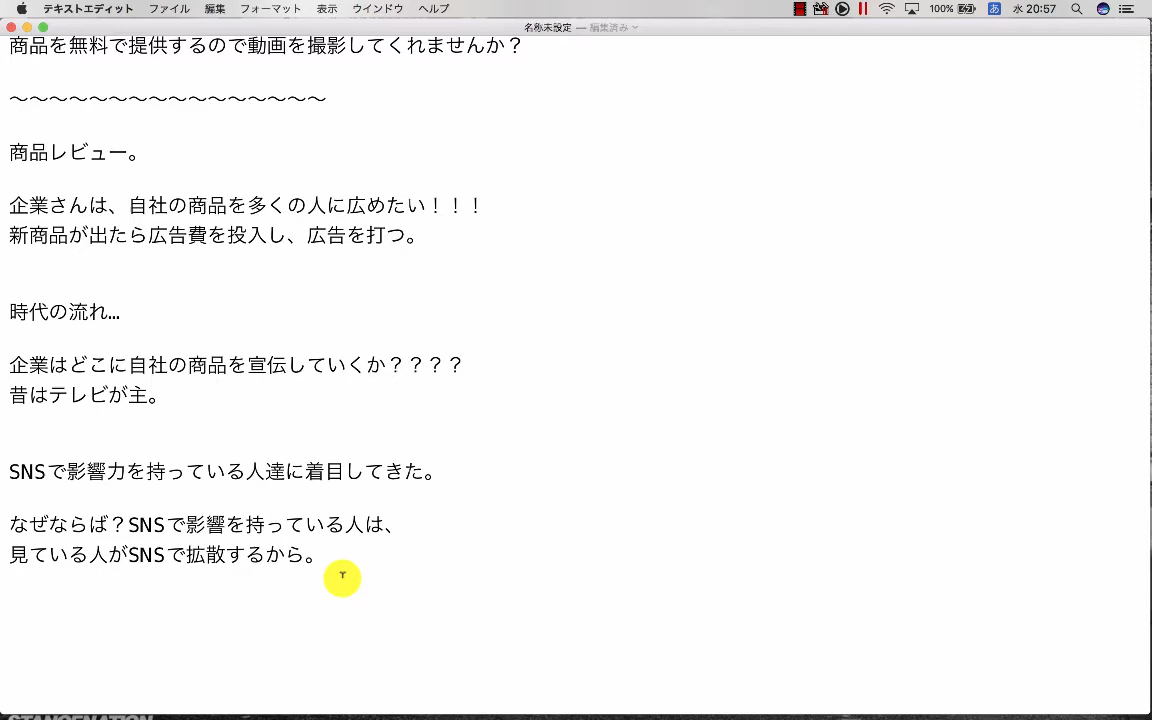 テキストエディット ファイル 編集 フォーマット 表示 ウインドウ ヘルプ 100% あ 水 20:57
名称未設定 — 編集済み
商品を無料で提供するので動画を撮影してくれませんか？
〜〜〜〜〜〜〜〜〜〜〜〜〜〜〜〜
商品レビュー。
企業さんは、自社の商品を多くの人に広めたい！！！
新商品が出たら広告費を投入し、広告を打つ。
時代の流れ…
企業はどこに自社の商品を宣伝していくか？？？？
昔はテレビが主。
SNSで影響力を持っている人達に着目してきた。
なぜならば？SNSで影響を持っている人は、
見ている人がSNSで拡散するから。